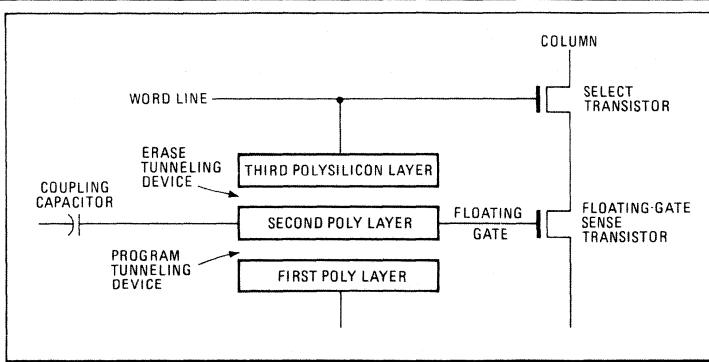 COLUMN
WORD LINE
SELECT
TRANSISTOR
ERASE
TUNNELING
DEVICE
THIRD POLYSILICON LAYER
COUPLING
CAPACITOR
SECOND POLY LAYER
FLOATING
GATE
FLOATING-GATE
SENSE
TRANSISTOR
PROGRAM
TUNNELING
DEVICE
FIRST POLY LAYER